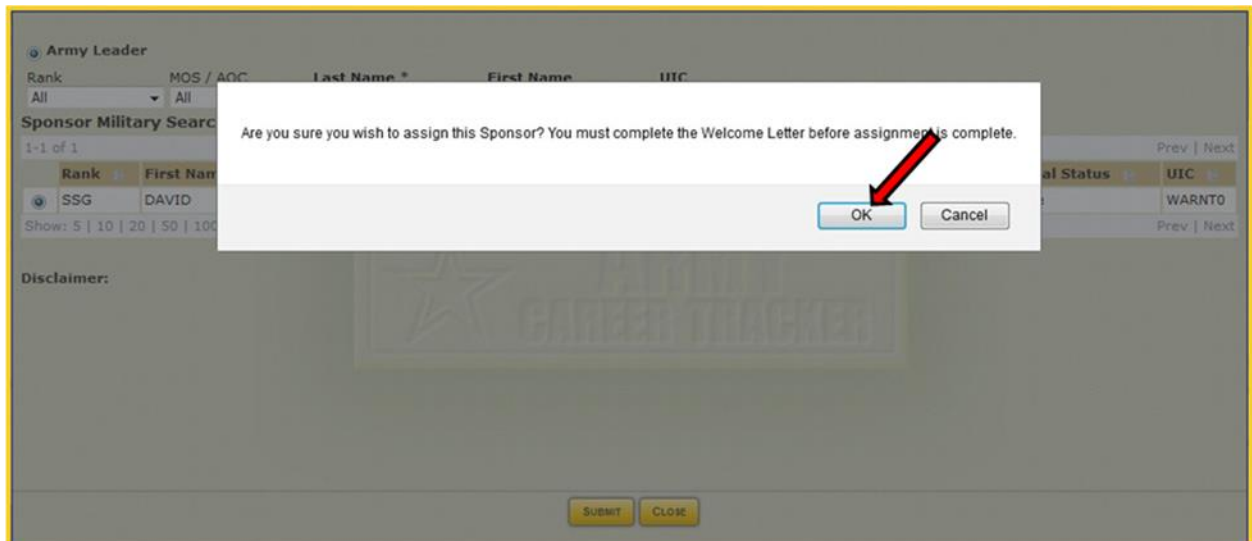 Army Leader
Rank MOS / AOC Last Name * First Name UIC
All All
Sponsor Military Searc
Are you sure you wish to assign this Sponsor? You must complete the Welcome Letter before assignment is complete.
1-1 of 1 Prev | Next
Rank First Nam al Status UIC
SSG DAVID WARNT0
OK Cancel
Show: 5 | 10 | 20 | 50 | 100 Prev | Next
Disclaimer:
ARMY
CAREER TRACKER
SUBMIT CLOSE